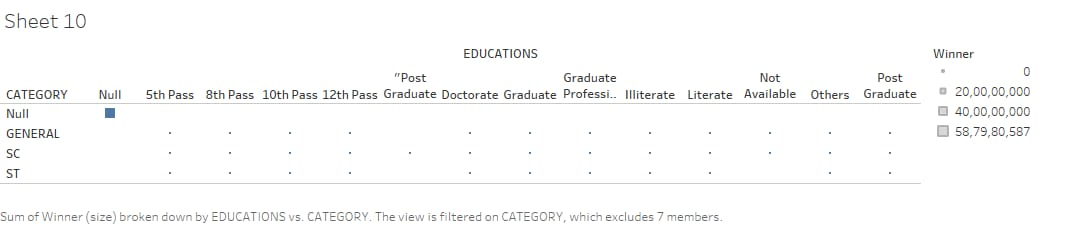 Sheet 10
EDUCATIONS
Winner
CATEGORY Null 5th Pass 8th Pass 10th Pass 12th Pass "Post Graduate Doctorate Graduate Graduate Professi.. Illiterate Literate Not Available Others Post Graduate
0
20,00,00,000
40,00,00,000
58,79,80,587
Null
GENERAL
SC
ST
Sum of Winner (size) broken down by EDUCATIONS vs. CATEGORY. The view is filtered on CATEGORY, which excludes 7 members.